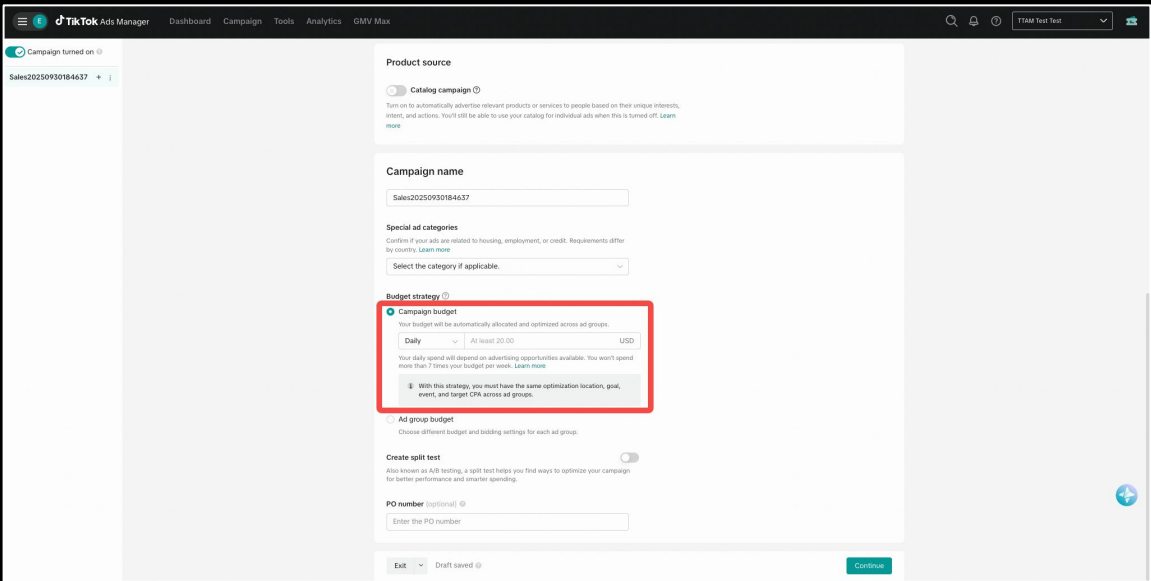 E TikTok Ads Manager Dashboard Campaign Tools Analytics GMV Max TTAM Test Test
Campaign turned on
Sales20250930184637
Product source
Catalog campaign
Turn on to automatically advertise relevant products or services to people based on their unique interests,
intent, and actions. You'll still be able to use your catalog for individual ads when this is turned off. Learn
more
Campaign name
Sales20250930184637
Special ad categories
Confirm if your ads are related to housing, employment, or credit. Requirements differ
by country. Learn more
Select the category if applicable.
Budget strategy
Campaign budget
Your budget will be automatically allocated and optimized across ad groups.
Daily At least 20.00 USD
Your daily spend will depend on advertising opportunities available. You won't spend
more than 7 times your budget per week. Learn more
With this strategy, you must have the same optimization location, goal,
event, and target CPA across ad groups.
Ad group budget
Choose different budget and bidding settings for each ad group.
Create split test
Also known as A/B testing, a split test helps you find ways to optimize your campaign
for better performance and smarter spending.
PO number (optional)
Enter the PO number
Exit Draft saved Continue